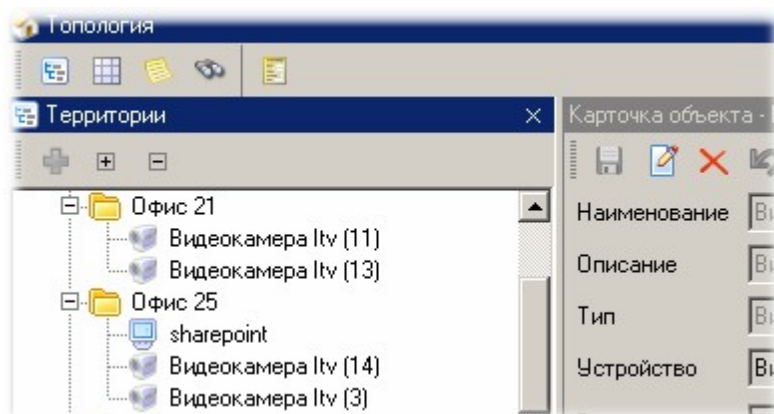 Топология
Территории
Офис 21
Видеокамера Itv (11)
Видеокамера Itv (13)
Офис 25
sharepoint
Видеокамера Itv (14)
Видеокамера Itv (3)
Карточка объекта -
Наименование
Описание
Тип
Устройство